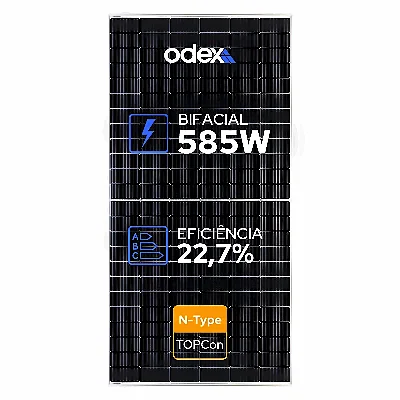 odex
BIFACIAL
585W
A
B
C
EFICIÊNCIA
22,7%
N-Type
TOPCon